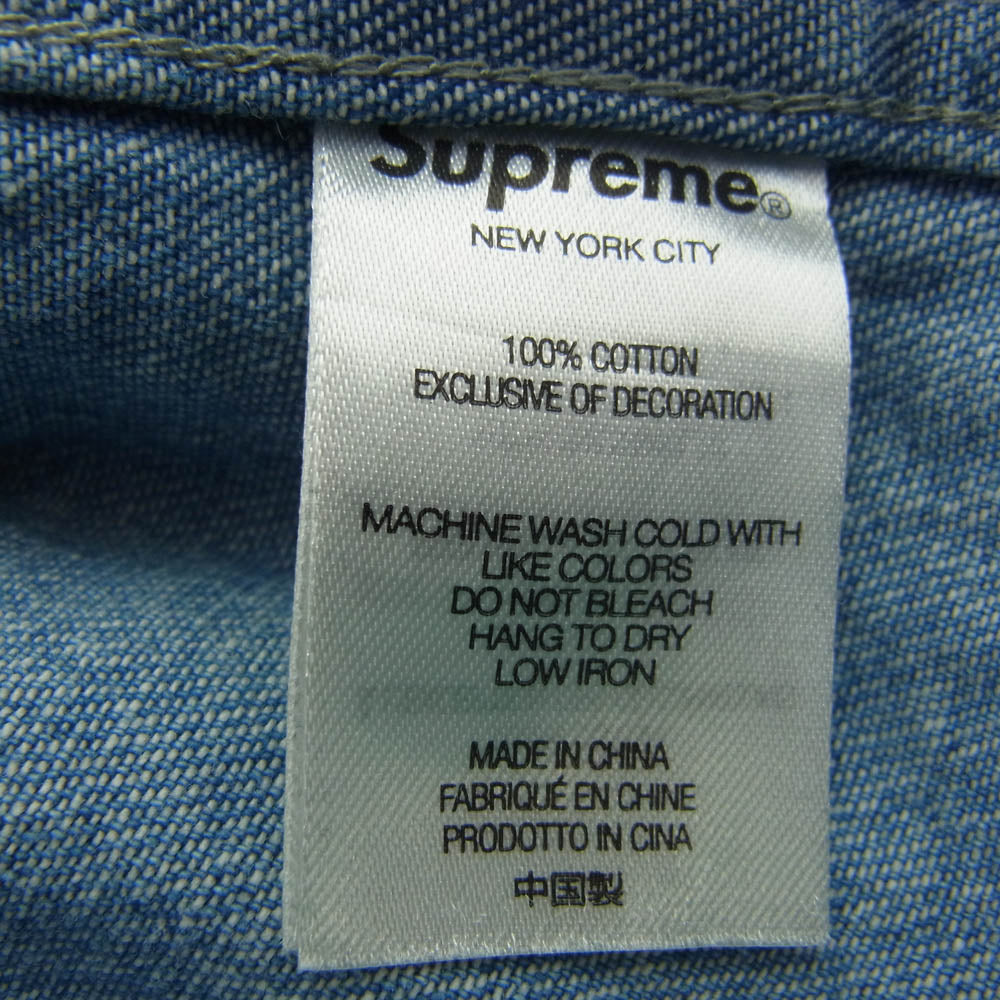 Supreme®
NEW YORK CITY
100% COTTON
EXCLUSIVE OF DECORATION
MACHINE WASH COLD WITH
LIKE COLORS
DO NOT BLEACH
HANG TO DRY
LOW IRON
MADE IN CHINA
FABRIQUÉ EN CHINE
PRODOTTO IN CINA
中国製